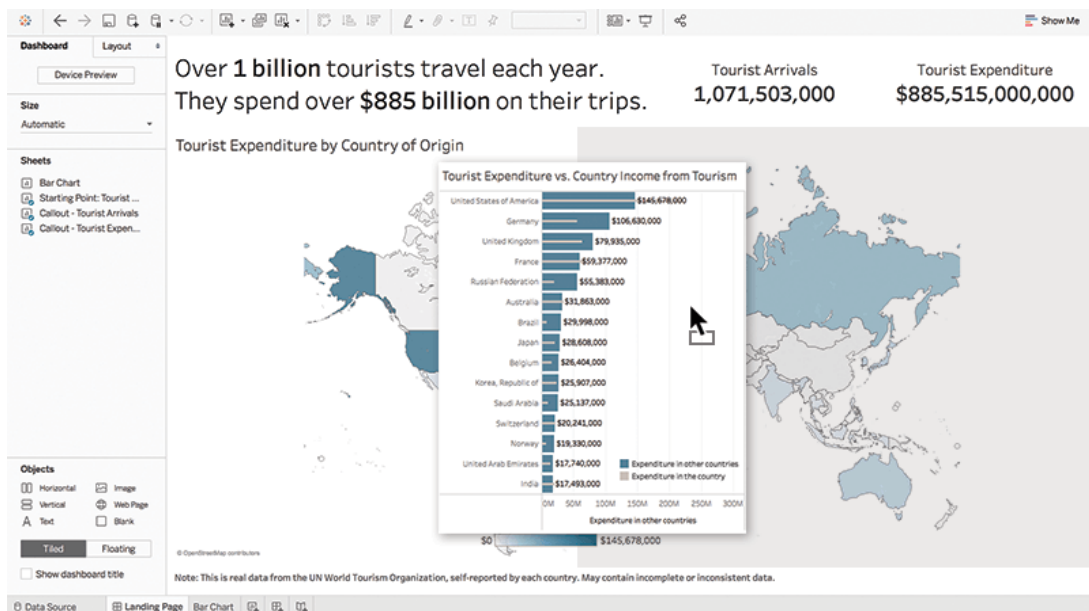 Show Me
Dashboard
Layout
Device Preview
Size
Automatic
Sheets
Bar Chart
Starting Point: Tourist ...
Callout - Tourist Arrivals
Callout - Tourist Expen...
Objects
Horizontal
Image
Vertical
Web Page
Text
Blank
Tiled
Floating
Show dashboard title
Over 1 billion tourists travel each year.
They spend over $885 billion on their trips.
Tourist Arrivals
1,071,503,000
Tourist Expenditure
$885,515,000,000
Tourist Expenditure by Country of Origin
Tourist Expenditure vs. Country Income from Tourism
United States of America $145,678,000
Germany $106,630,000
United Kingdom $79,935,000
France $59,377,000
Russian Federation $55,383,000
Australia $31,863,000
Brazil $29,998,000
Japan $28,608,000
Belgium $26,404,000
Korea, Republic of $25,907,000
Saudi Arabia $25,137,000
Switzerland $20,241,000
Norway $19,330,000
United Arab Emirates $17,740,000
India $17,493,000
Expenditure in other countries
Expenditure in the country
0M 50M 100M 150M 200M 250M 300M
Expenditure in other countries
$0 $145,678,000
© OpenStreetMap contributors
Note: This is real data from the UN World Tourism Organization, self-reported by each country. May contain incomplete or inconsistent data.
Data Source
Landing Page
Bar Chart